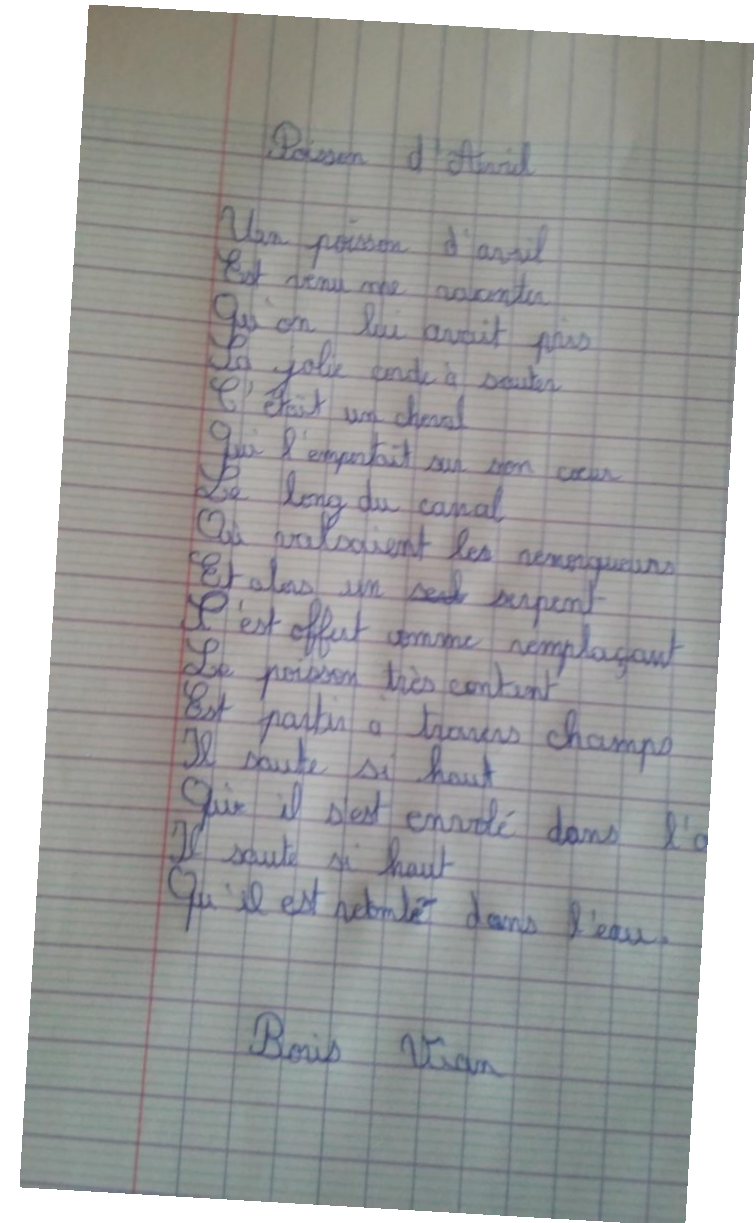 Poisson d'Avril
Un poisson d'avril
Est venu me raconter
Qu'on lui avait pris
Sa jolie corde à sauter
C'était un cheval
Qui l'emportait sur son cœur
Le long du canal
Où valsaient les remorqueurs
Et alors un serpent
S'est offert comme remplaçant
Le poisson très content
Est partir à travers champs
Il saute si haut
Que il s'est envolé dans l'a
Il saute si haut
Qu'il est retombé dans l'eau.
Boris Vian